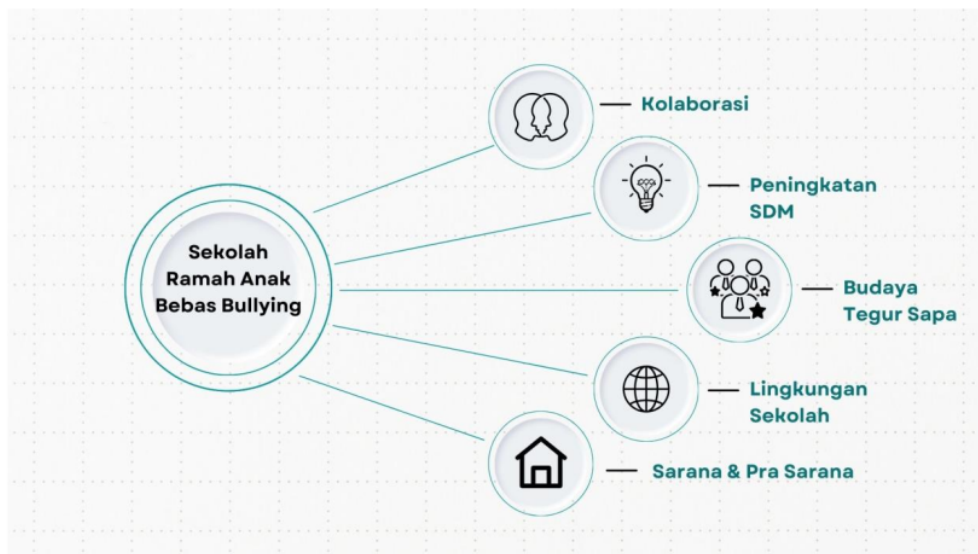 Sekolah
Ramah Anak
Bebas Bullying
Kolaborasi
Peningkatan
SDM
Budaya
Tegur Sapa
Lingkungan
Sekolah
Sarana & Pra Sarana